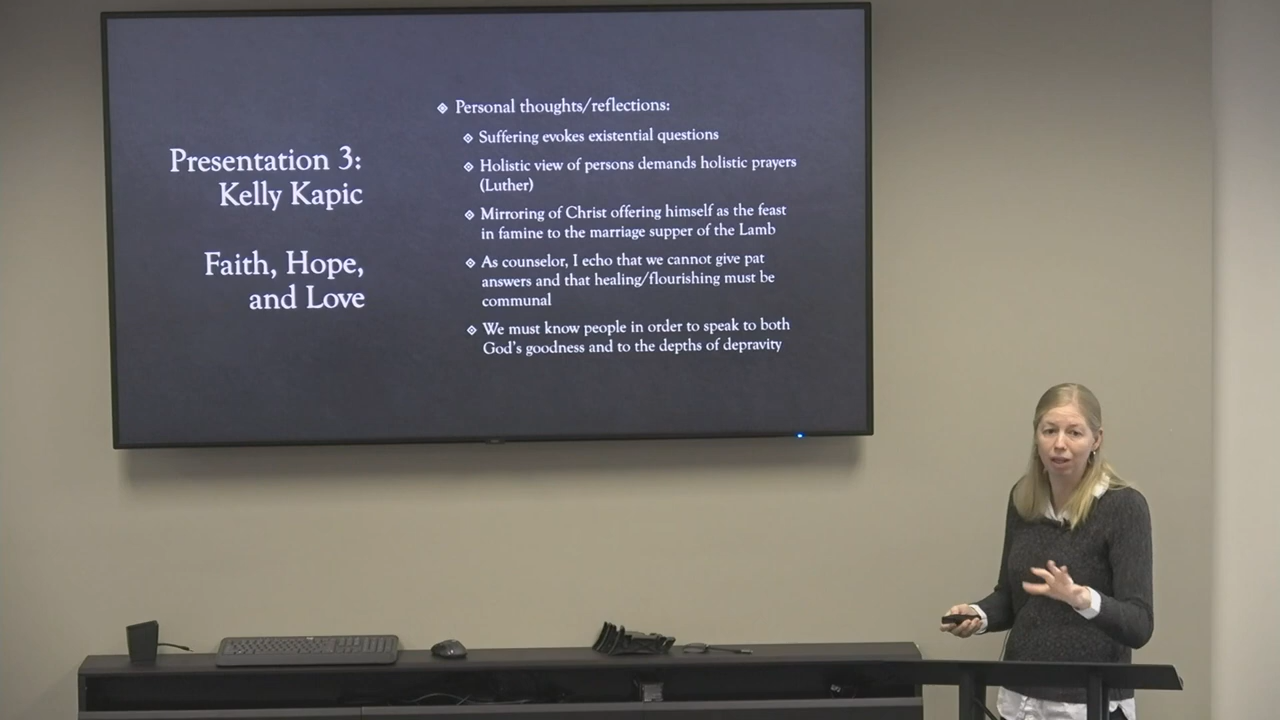 Presentation 3:
Kelly Kapic
Faith, Hope,
and Love
Personal thoughts/reflections:
Suffering evokes existential questions
Holistic view of persons demands holistic prayers
(Luther)
Mirroring of Christ offering himself as the feast
in famine to the marriage supper of the Lamb
As counselor, I echo that we cannot give pat
answers and that healing/flourishing must be
communal
We must know people in order to speak to both
God's goodness and to the depths of depravity